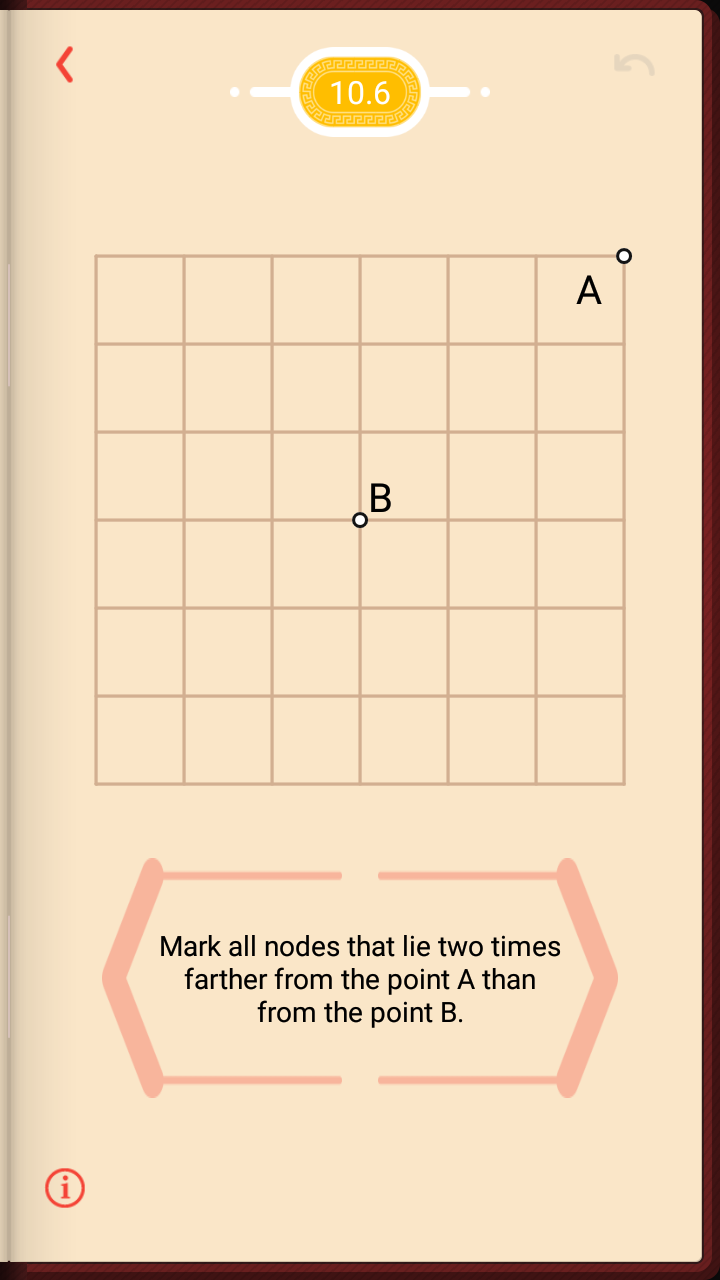 10.6
A
B
Mark all nodes that lie two times
farther from the point A than
from the point B.
i